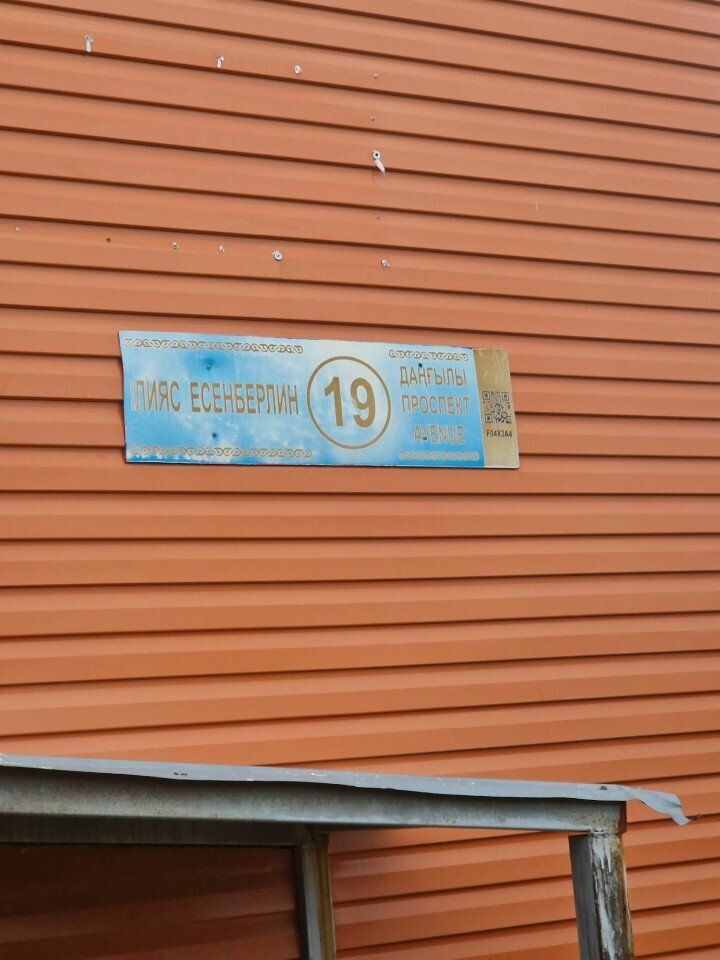 ІЛИЯС ЕСЕНБЕРЛИН
19
ДАҢҒЫЛЫ
ПРОСПЕКТ
AVENUE
F04X3A4